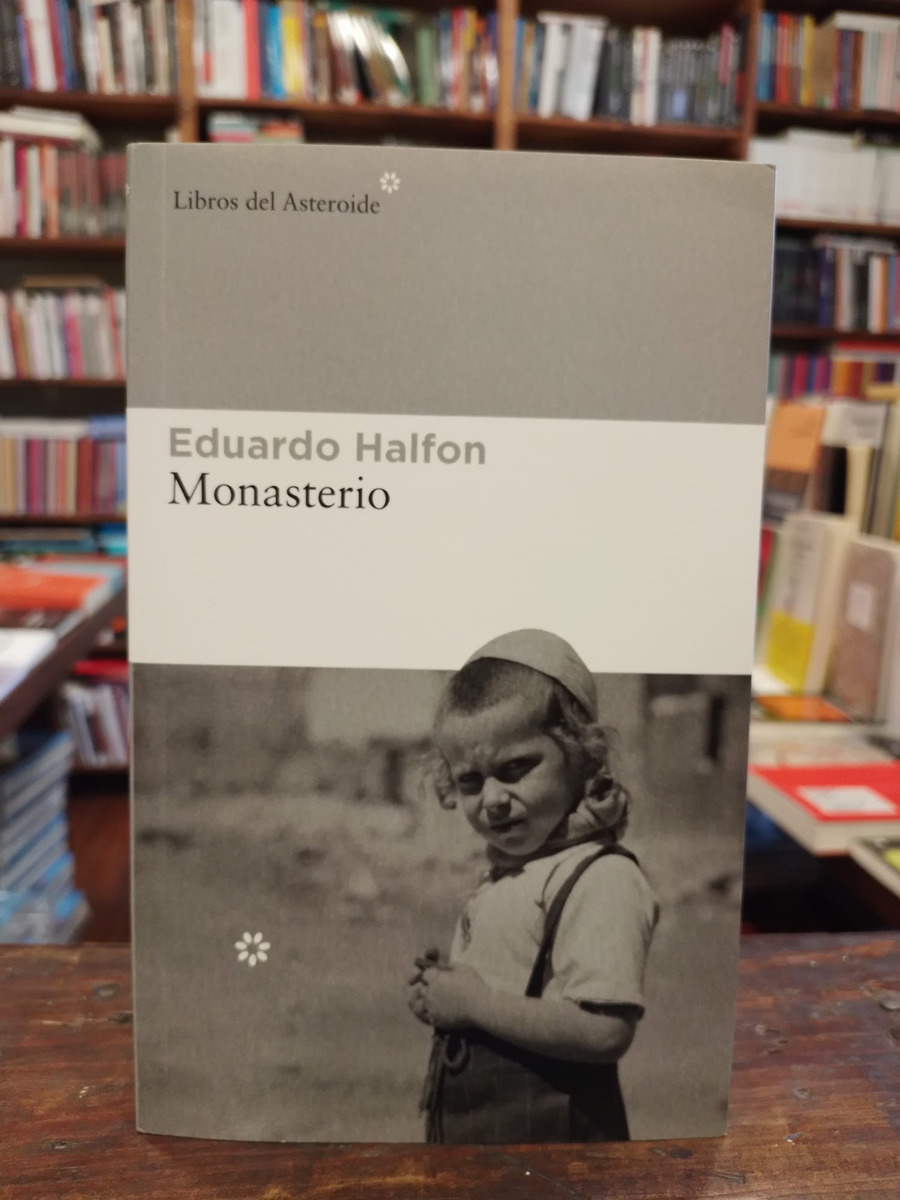 Libros del Asteroide
Eduardo Halfon
Monasterio